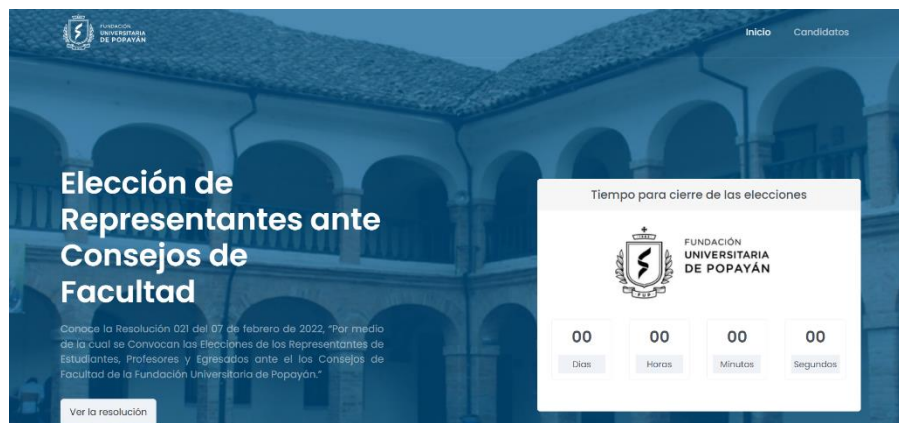 FUNDACIÓN
UNIVERSITARIA
DE POPAYÁN
Inicio
Candidatos
Elección de
Representantes ante
Consejos de
Facultad
Conoce la Resolución 021 del 07 de febrero de 2022, “Por medio
de la cual se Convocan las Elecciones de los Representantes de
Estudiantes, Profesores y Egresados ante el los Consejos de
Facultad de la Fundación Universitaria de Popayán.”
Ver la resolución
Tiempo para cierre de las elecciones
FUNDACIÓN
UNIVERSITARIA
DE POPAYÁN
FUP
00 00 00 00
Dias Horas Minutos Segundos